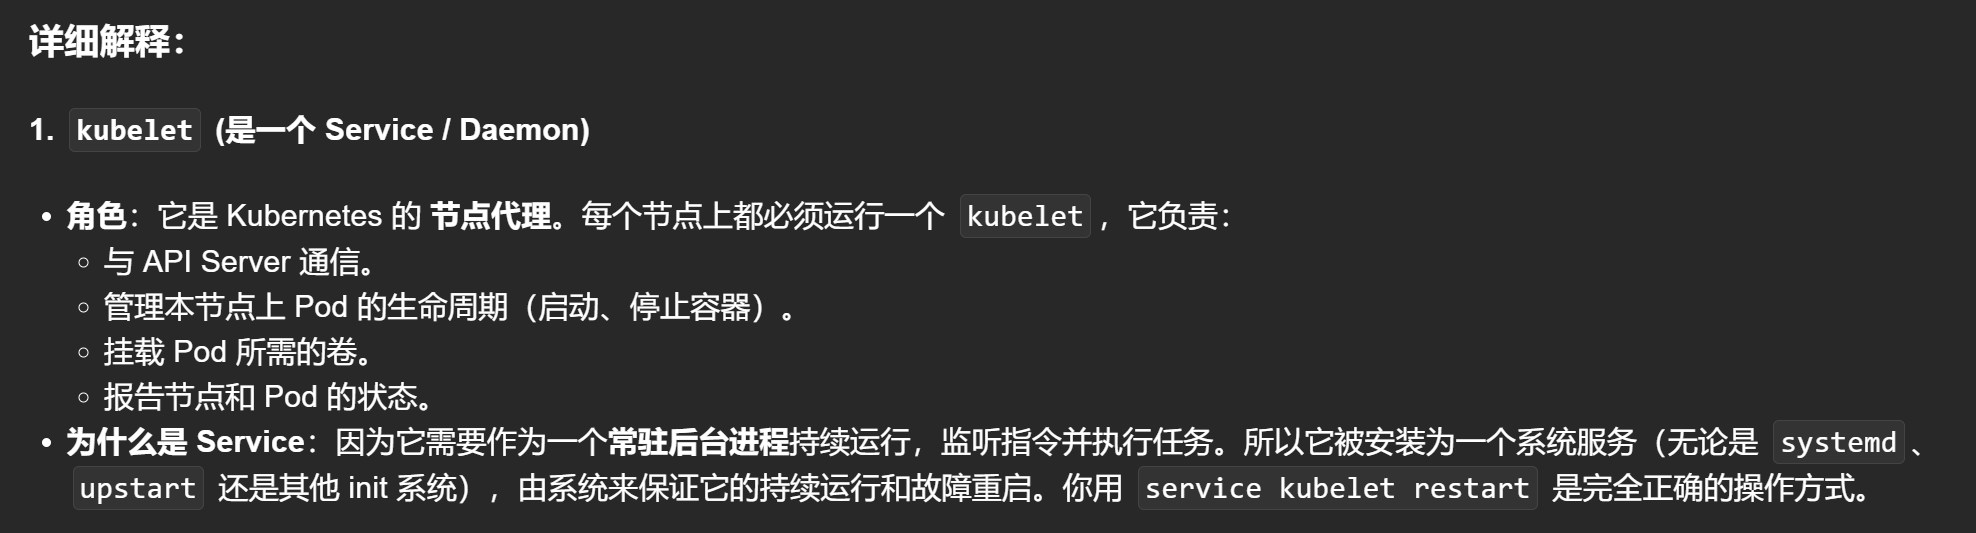 详细解释：
1. kubelet (是一个 Service / Daemon)
• 角色：它是 Kubernetes 的 节点代理。每个节点上都必须运行一个 kubelet，它负责：
◦ 与 API Server 通信。
◦ 管理本节点上 Pod 的生命周期（启动、停止容器）。
◦ 挂载 Pod 所需的卷。
◦ 报告节点和 Pod 的状态。
• 为什么是 Service：因为它需要作为一个常驻后台进程持续运行，监听指令并执行任务。所以它被安装为一个系统服务（无论是 systemd、
upstart 还是其他 init 系统），由系统来保证它的持续运行和故障重启。你用 service kubelet restart 是完全正确的操作方式。